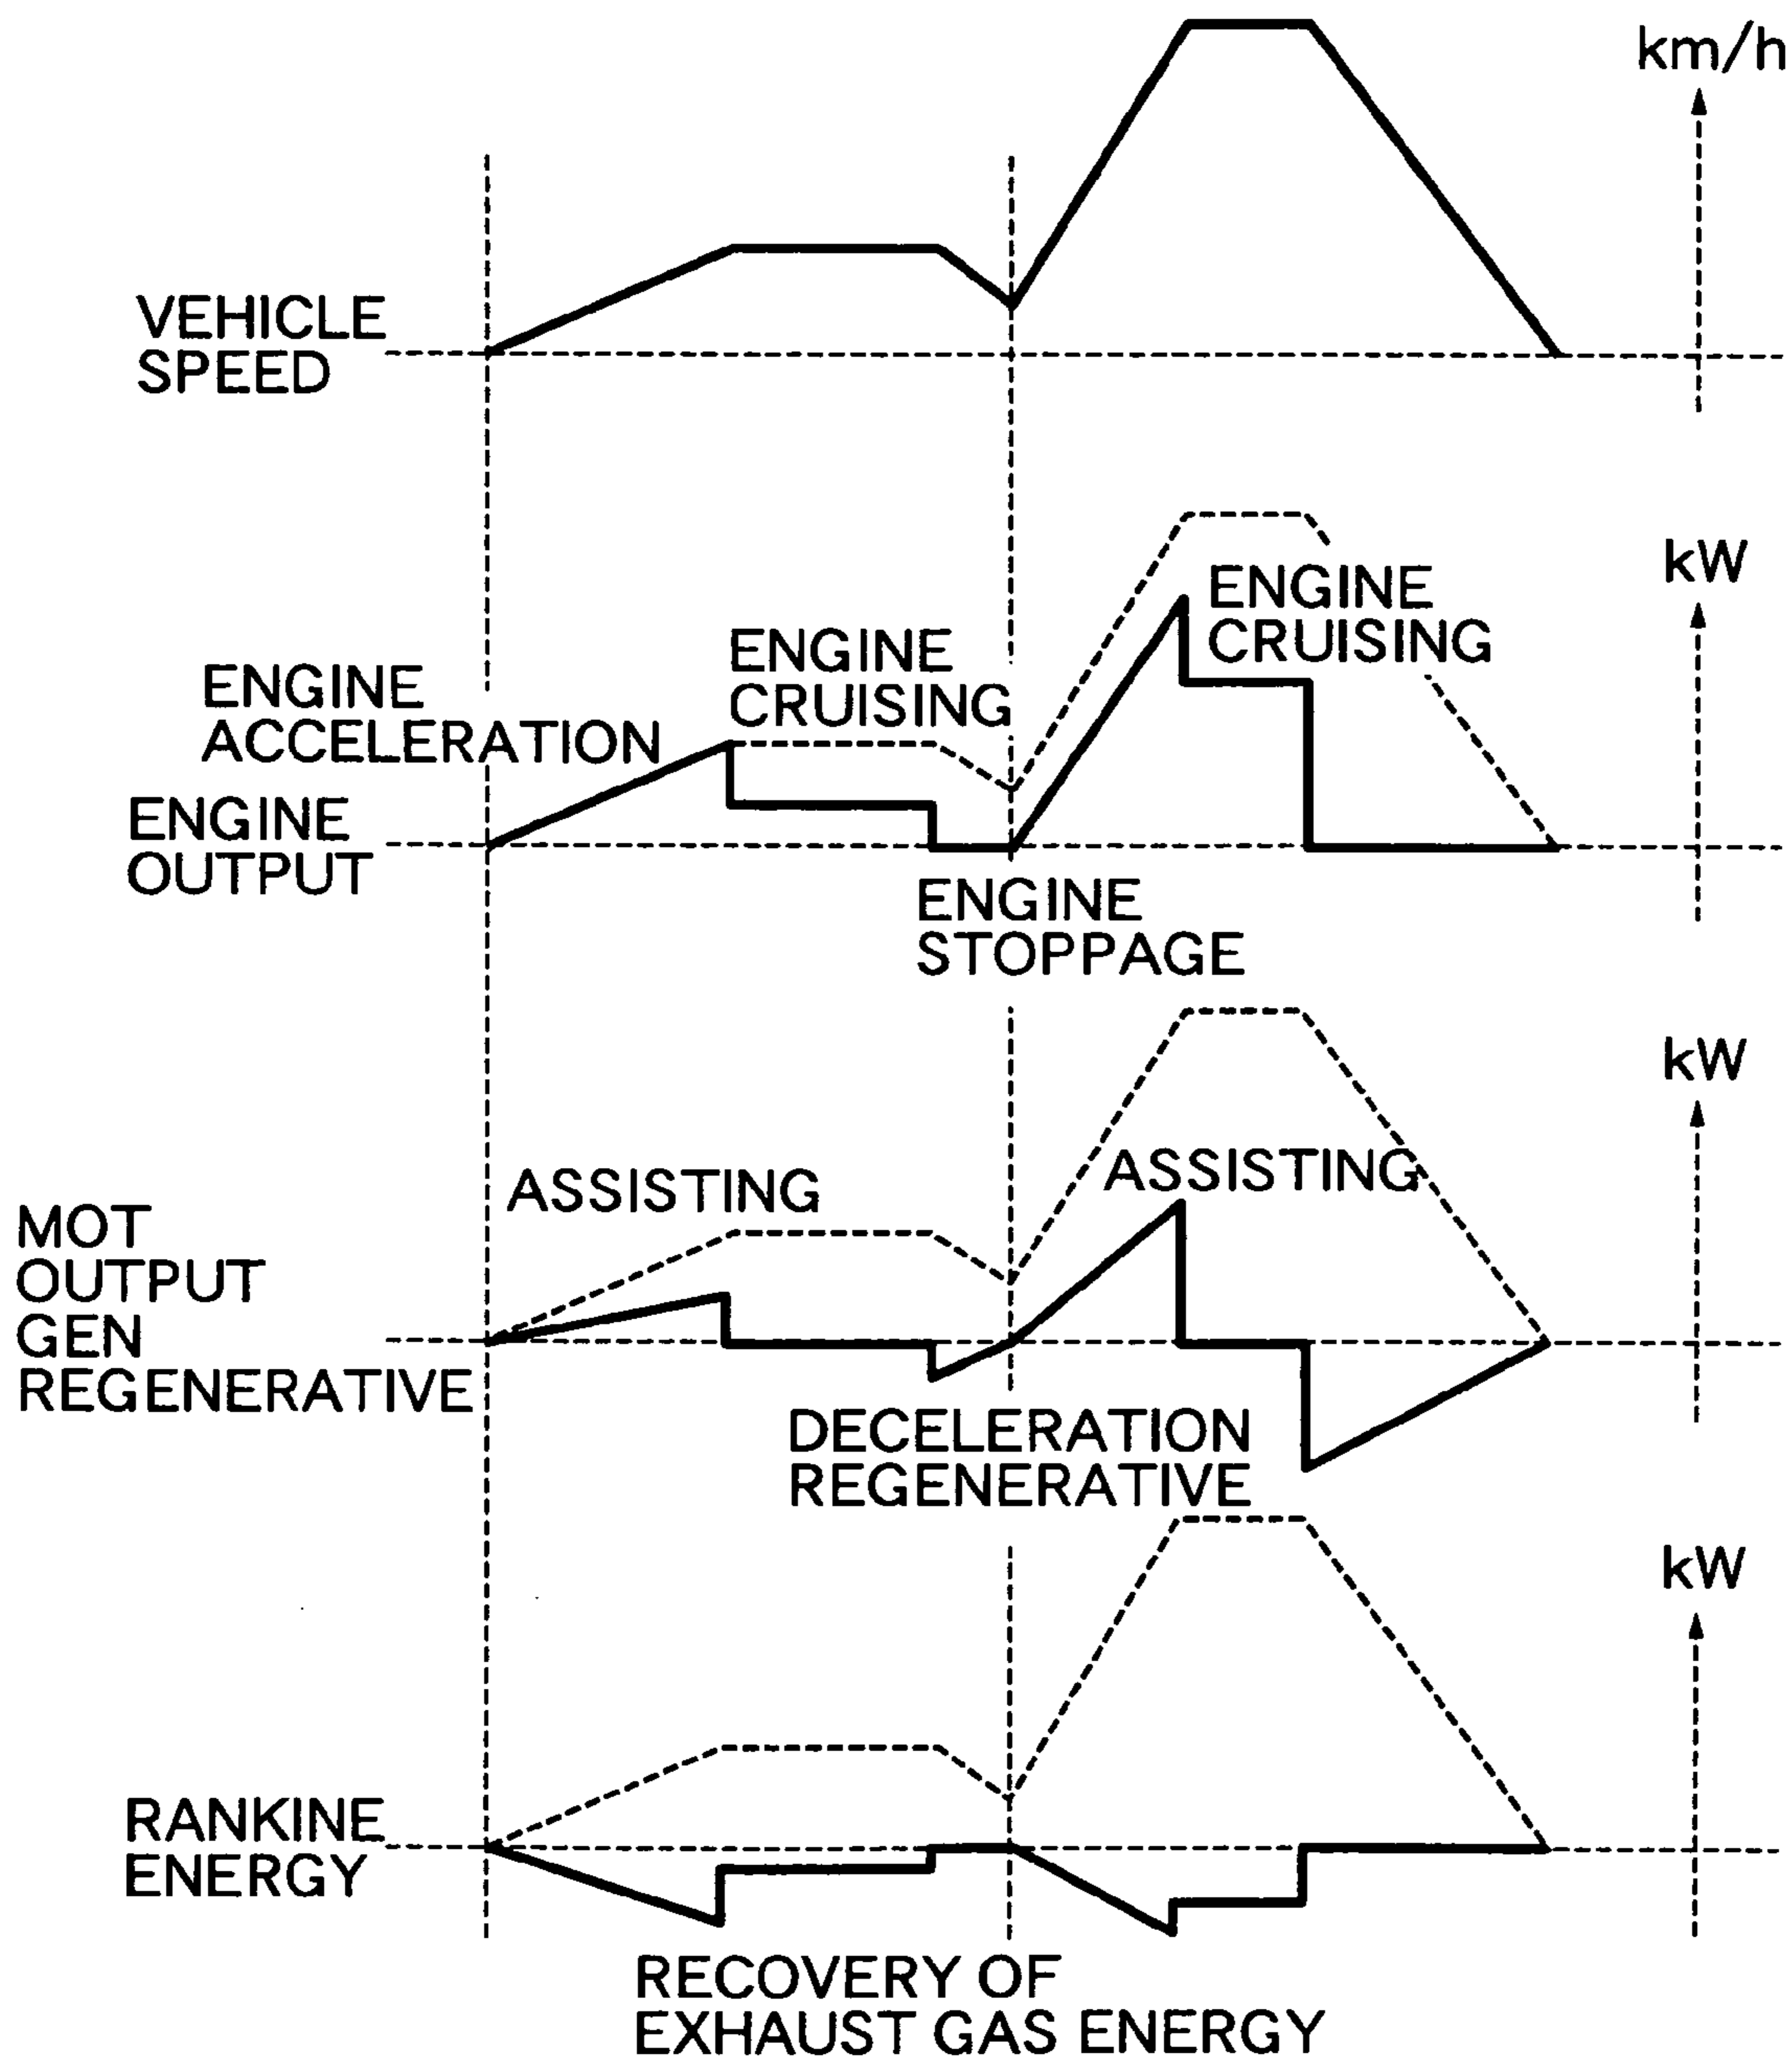 km/h
VEHICLE
SPEED
kW
ENGINE
CRUISING
ENGINE
CRUISING
ENGINE
ACCELERATION
ENGINE
OUTPUT
ENGINE
STOPPAGE
kW
ASSISTING
ASSISTING
MOT
OUTPUT
GEN
REGENERATIVE
DECELERATION
REGENERATIVE
kW
RANKINE
ENERGY
RECOVERY OF
EXHAUST GAS ENERGY